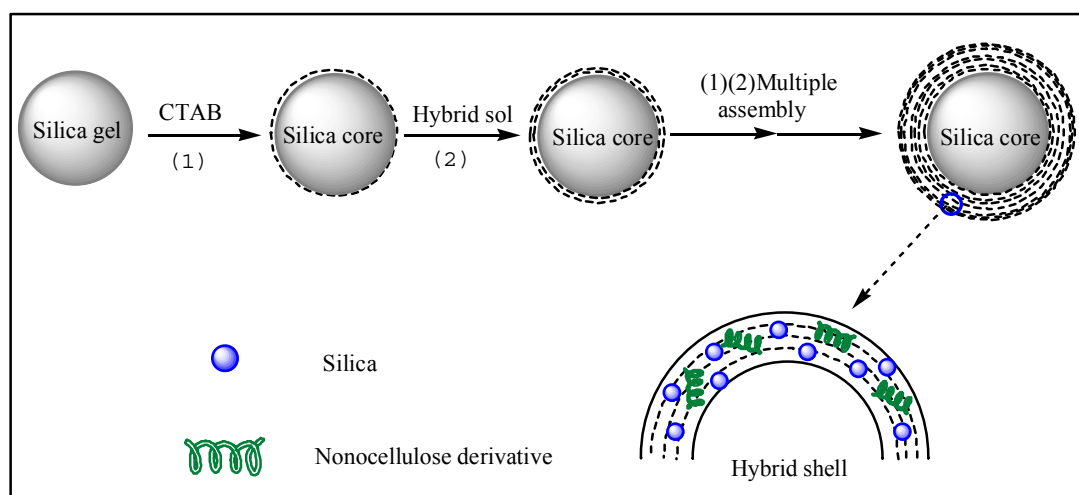 Silica gel
CTAB
(1)
Silica core
Hybrid sol
(2)
Silica core
(1)(2)Multiple
assembly
Silica core
Silica
Nonocellulose derivative
Hybrid shell